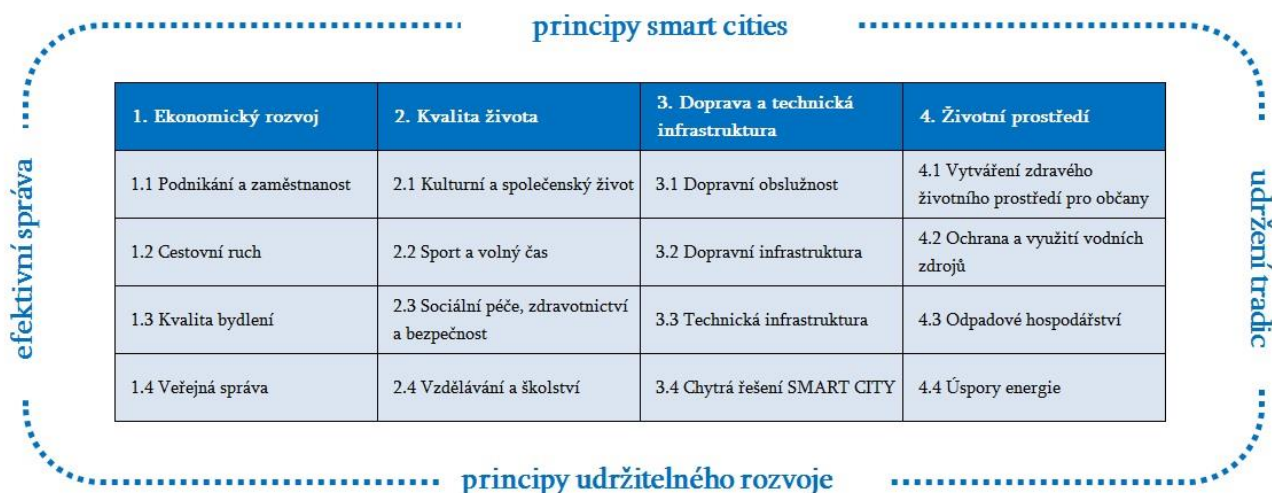 principy smart cities
efektivní správa
1. Ekonomický rozvoj
2. Kvalita života
3. Doprava a technická
infrastruktura
4. Životní prostředí
1.1 Podnikání a zaměstnanost
2.1 Kulturní a společenský život
3.1 Dopravní obslužnost
4.1 Vytváření zdravého
životního prostředí pro občany
1.2 Cestovní ruch
2.2 Sport a volný čas
3.2 Dopravní infrastruktura
4.2 Ochrana a využití vodních
zdrojů
1.3 Kvalita bydlení
2.3 Sociální péče, zdravotnictví
a bezpečnost
3.3 Technická infrastruktura
4.3 Odpadové hospodářství
1.4 Veřejná správa
2.4 Vzdělávání a školství
3.4 Chytrá řešení SMART CITY
4.4 Úspory energie
udržení tradic
principy udržitelného rozvoje